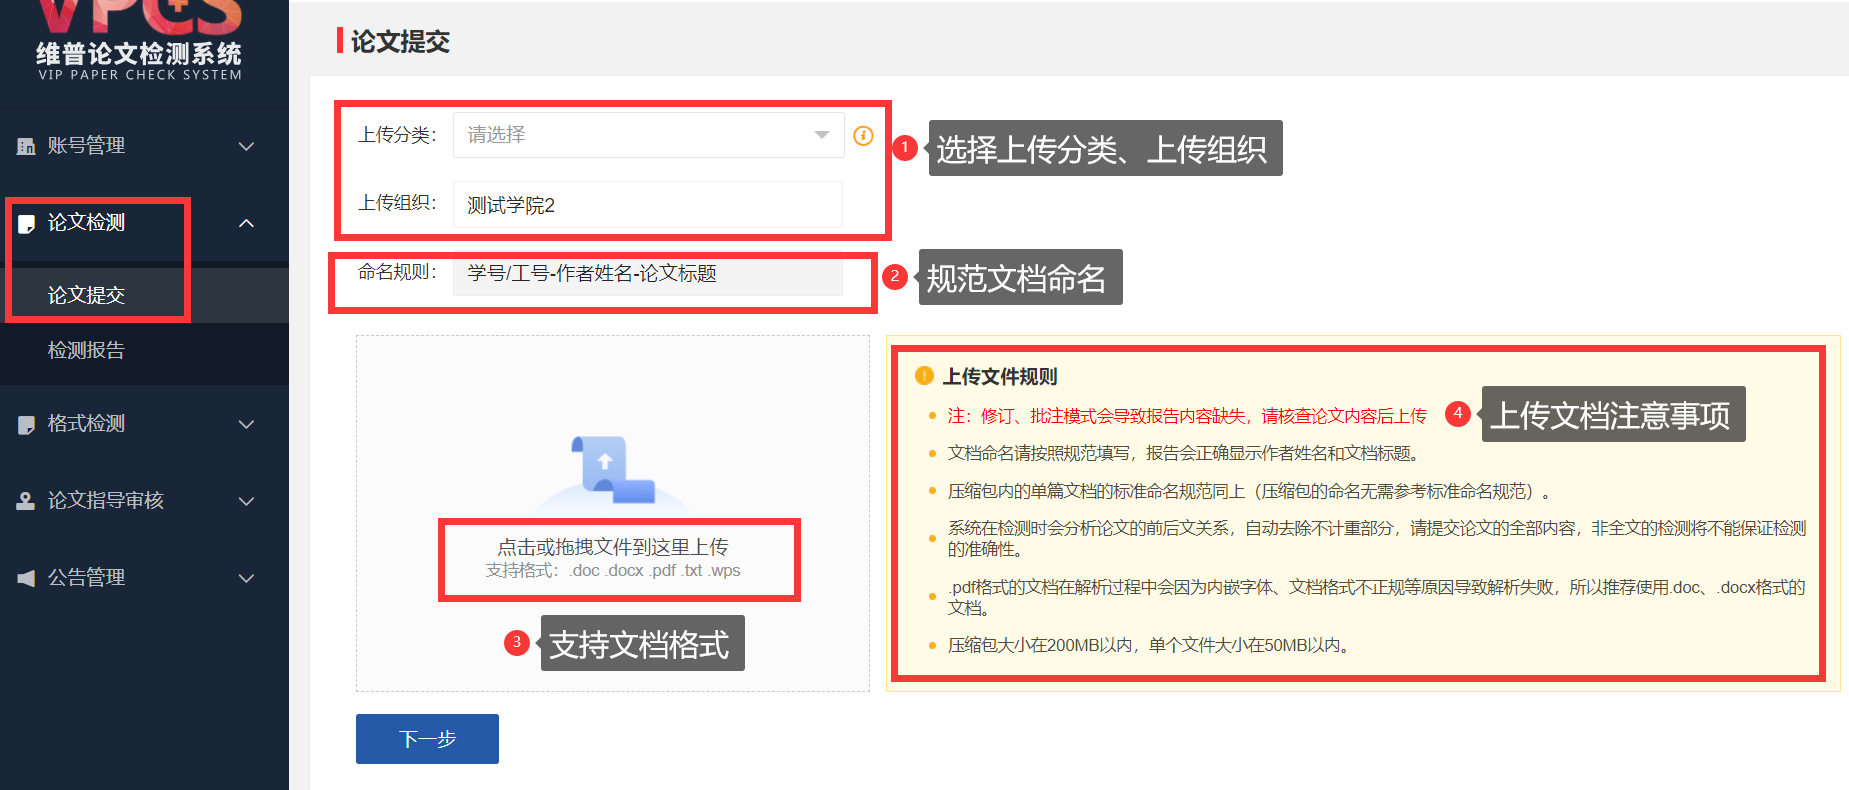 VPCS
维普论文检测系统
VIP PAPER CHECK SYSTEM
账号管理
论文检测
论文提交
检测报告
格式检测
论文指导审核
公告管理
论文提交
上传分类：
请选择
1
选择上传分类、上传组织
上传组织：
测试学院2
命名规则：
学号/工号-作者姓名-论文标题
2
规范文档命名
点击或拖拽文件到这里上传
支持格式：.doc .docx .pdf .txt .wps
3
支持文档格式
上传文件规则
注：修订、批注模式会导致报告内容缺失，请核查论文内容后上传
4
上传文档注意事项
文档命名请按照规范填写，报告会正确显示作者姓名和文档标题。
压缩包内的单篇文档的标准命名规范同上（压缩包的命名无需参考标准命名规范）。
系统在检测时会分析论文的前后文关系，自动去除不计重部分，请提交论文的全部内容，非全文的检测将不能保证检测
的准确性。
.pdf格式的文档在解析过程中会因为内嵌字体、文档格式不正规等原因导致解析失败，所以推荐使用.doc、.docx格式的
文档。
压缩包大小在200MB以内，单个文件大小在50MB以内。
下一步